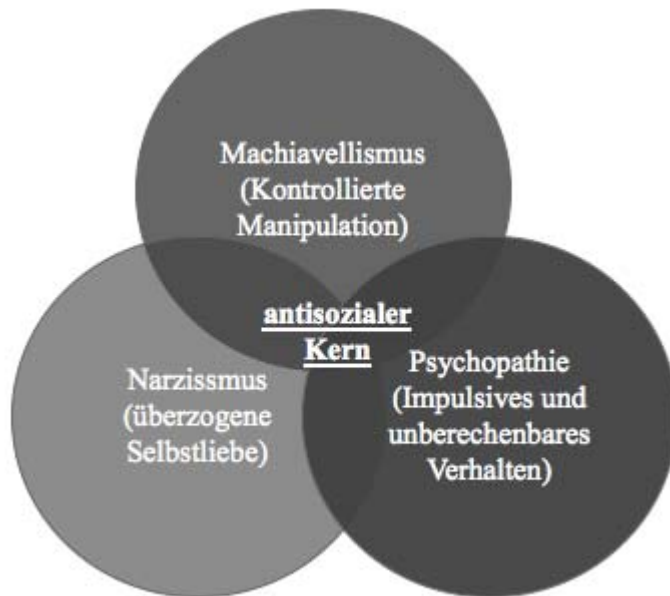 Machiavellismus
(Kontrollierte
Manipulation)
antisozialer
Kern
Narzissmus
(überzogene
Selbstliebe)
Psychopathie
(Impulsives und
unberechenbares
Verhalten)